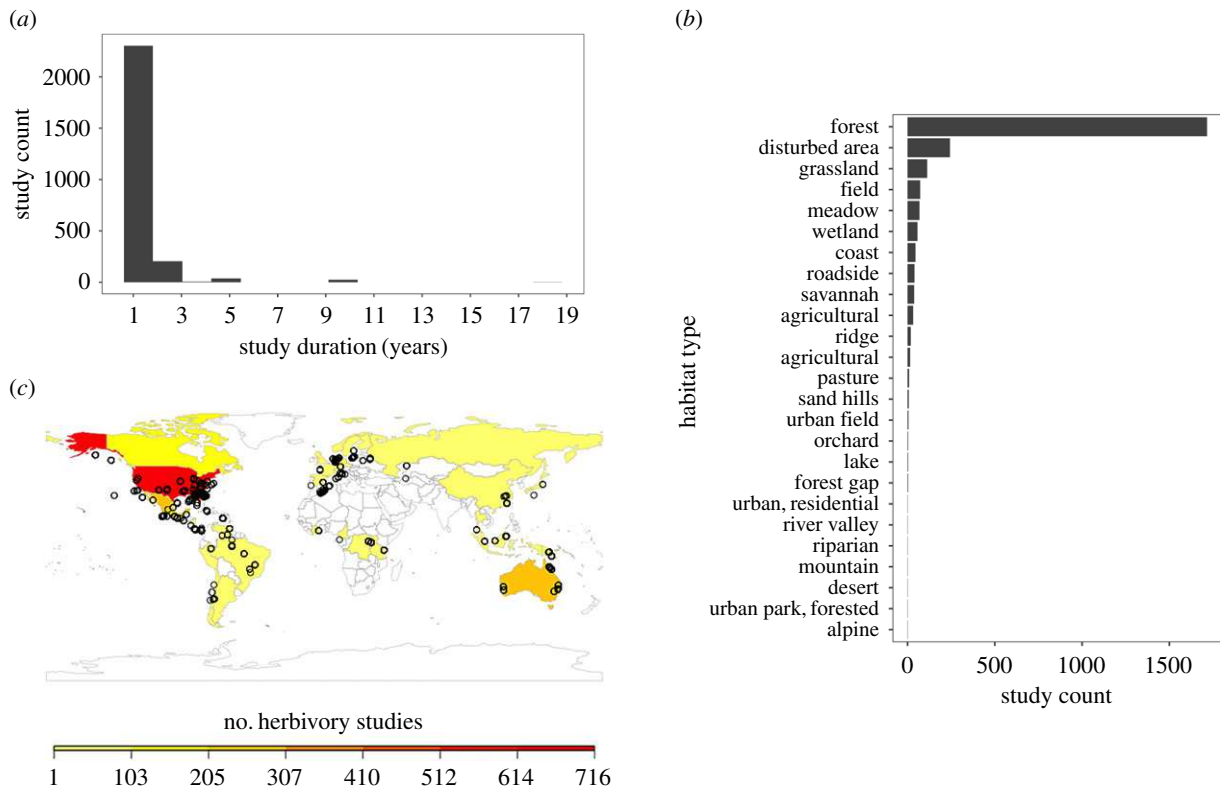 (a)
study count
2000
1500
1000
500
0
1 3 5 7 9 11 13 15 17 19
study duration (years)
(b)
habitat type
forest
disturbed area
grassland
field
meadow
wetland
coast
roadside
savannah
agricultural
ridge
agricultural
pasture
sand hills
urban field
orchard
lake
forest gap
urban, residential
river valley
riparian
mountain
desert
urban park, forested
alpine
0 500 1000 1500
study count
(c)
no. herbivory studies
1 103 205 307 410 512 614 716